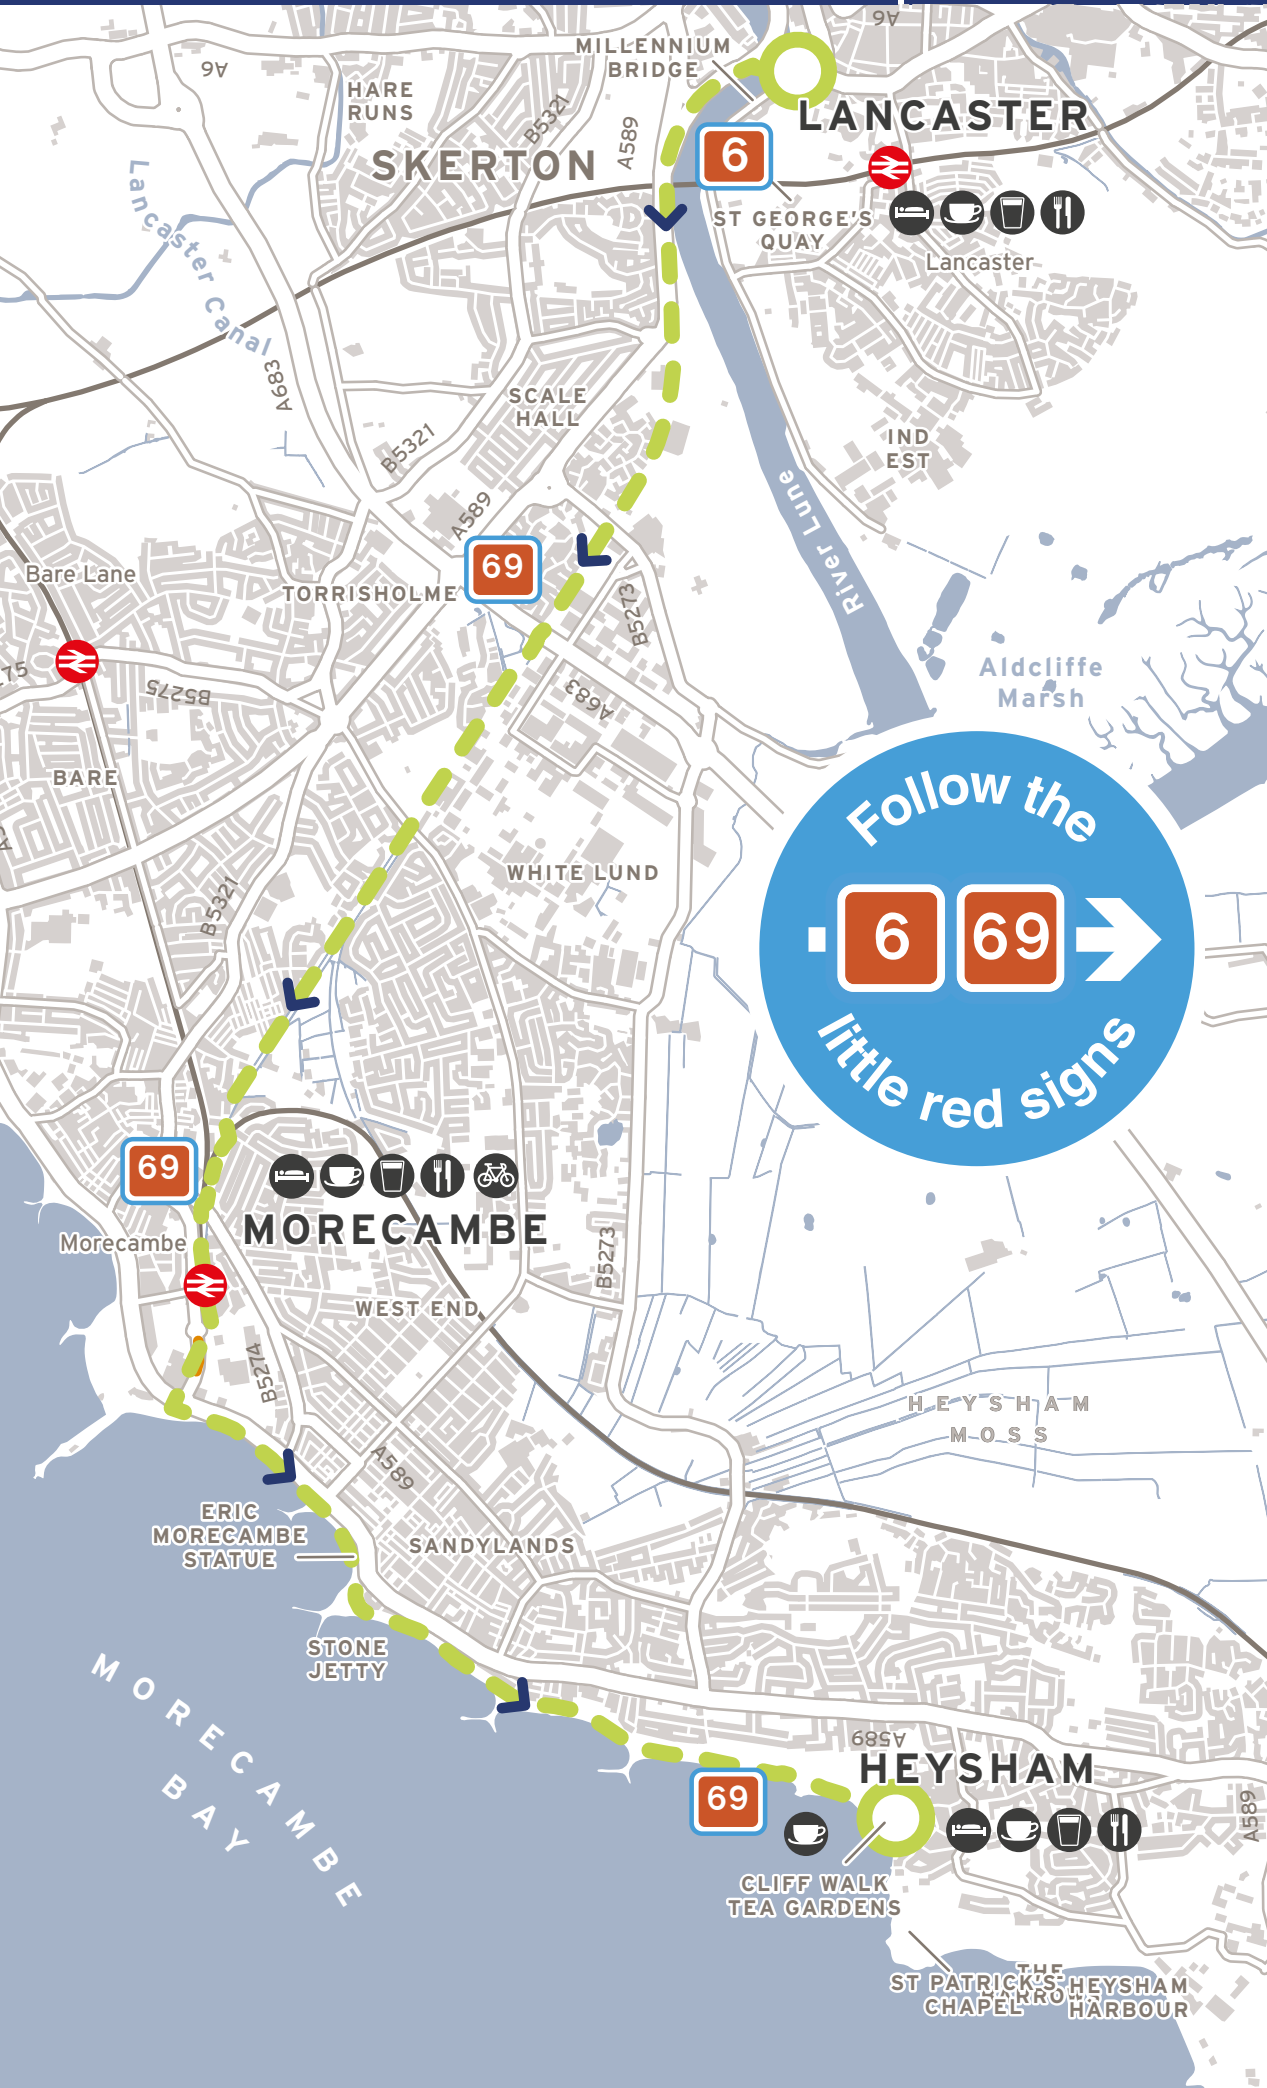 A6
MILLENNIUM
BRIDGE
A6
HARE
RUNS
LANCASTER
B5321
A589
6
SKERTON
Lancaster Canal
ST GEORGE'S
QUAY
Lancaster
A683
SCALE
HALL
B5321
IND
EST
River Lune
A589
69
Bare Lane
TORRISHOLME
B5273
Aldcliffe
Marsh
B5275
A683
BARE
Follow the
6 69
little red signs
WHITE LUND
B5321
69
MORECAMBE
Morecambe
B5273
WEST END
B5274
HEYSHAM
MOSS
A589
ERIC
MORECAMBE
STATUE
SANDYLANDS
STONE
JETTY
MORECAMBE
BAY
A589
HEYSHAM
69
A589
CLIFF WALK
TEA GARDENS
ST PATRICK'S
CHAPEL
THE
HEYSHAM
HARBOUR